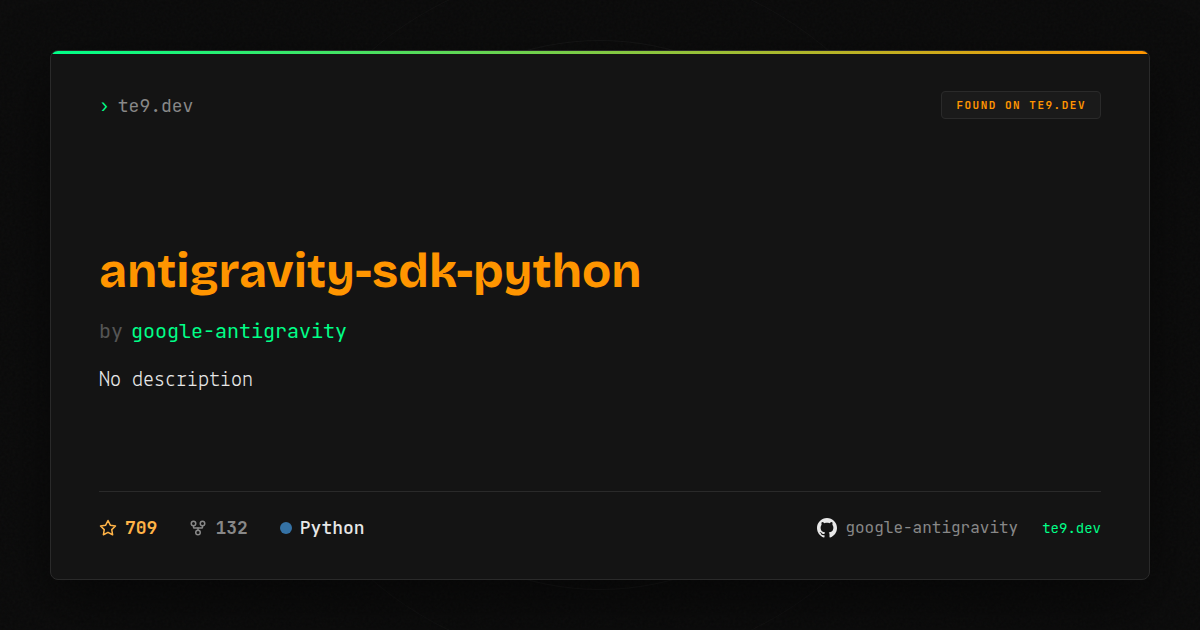 › te9.dev
FOUND ON TE9.DEV
antigravity-sdk-python
by google-antigravity
No description
709 132 Python
google-antigravity te9.dev